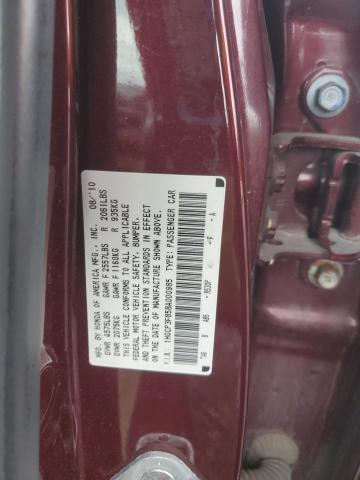 MFD. BY HONDA OF AMERICA MFG., INC. 08/'10
GVWR 4575LBS GAWR F 2557LBS R 2061LBS
GVWR 2075KG GAWR F 1160KG R 935KG
THIS VEHICLE CONFORMS TO ALL APPLICABLE
FEDERAL MOTOR VEHICLE SAFETY, BUMPER,
AND THEFT PREVENTION STANDARDS IN EFFECT
ON THE DATE OF MANUFACTURE SHOWN ABOVE.
V.I.N. TYPE: PASSENGER CAR
F - A